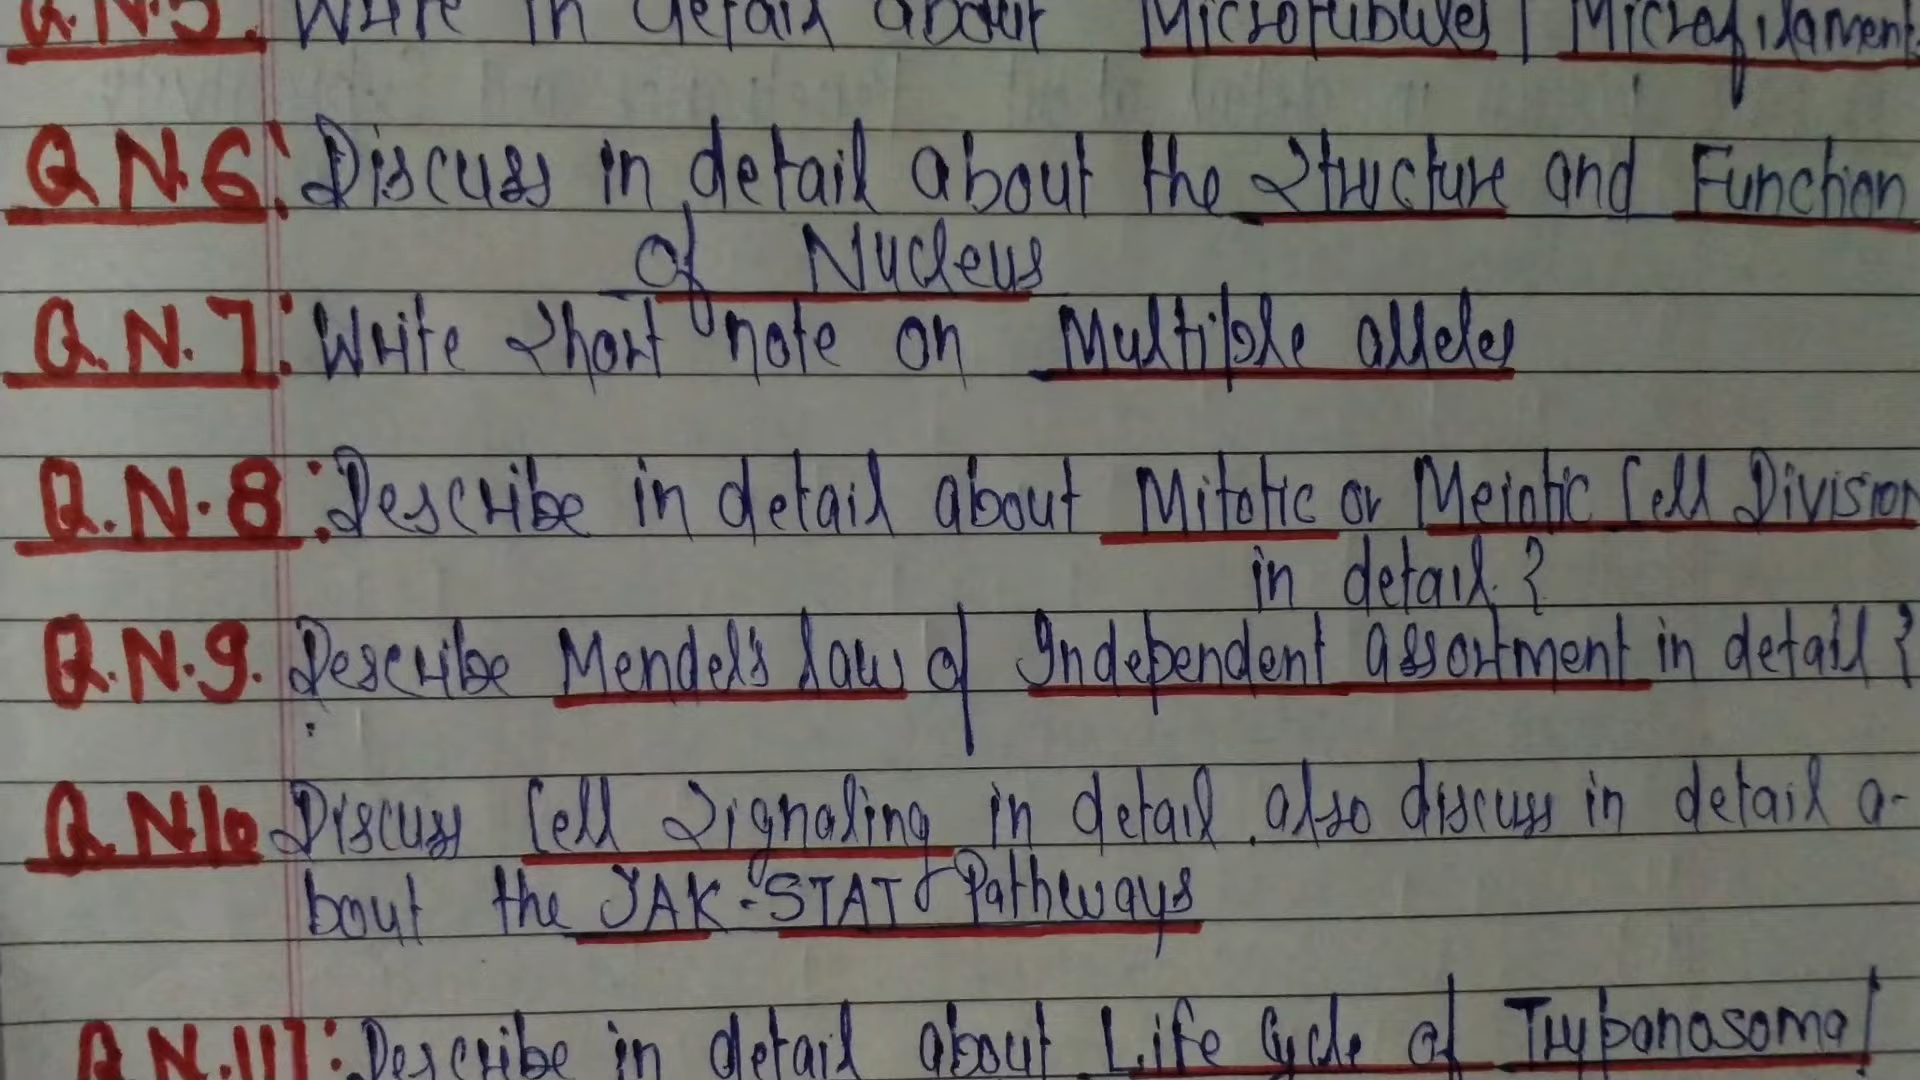 Q.N.5. Write in detail about Microtubules / Microfilament
Q.N.6: Discuss in detail about the Structure and Function
of Nucleus
Q.N.7: Write short note on Multiple alleles
Q.N.8: Describe in detail about Mitotic or Meiotic Cell Division
in detail ?
Q.N.9. Describe Mendel's law of Independent assortment in detail ?
Q.N.10 Discuss Cell Signaling in detail. also discuss in detail a-
bout the JAK-STAT Pathways
Q.N.11: Describe in detail about Life Cycle of Trypanosoma /